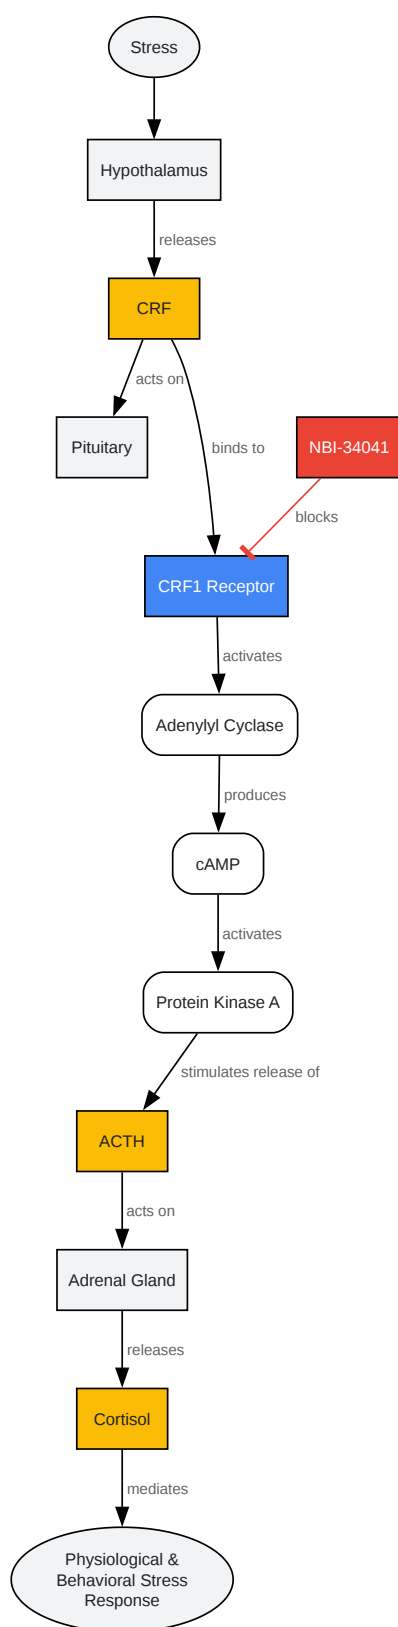 Stress
Hypothalamus
releases
CRF
acts on
Pituitary
binds to
NBI-34041
blocks
CRF1 Receptor
activates
Adenylyl Cyclase
produces
cAMP
activates
Protein Kinase A
stimulates release of
ACTH
acts on
Adrenal Gland
releases
Cortisol
mediates
Physiological &
Behavioral Stress
Response